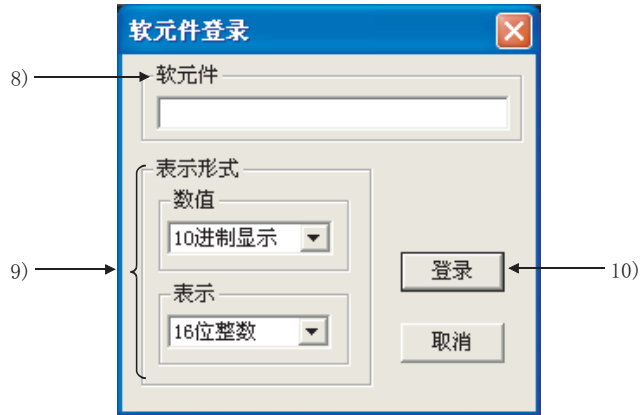 软元件登录
8)
软元件
表示形式
数值
10进制显示
9)
登录
10)
表示
16位整数
取消